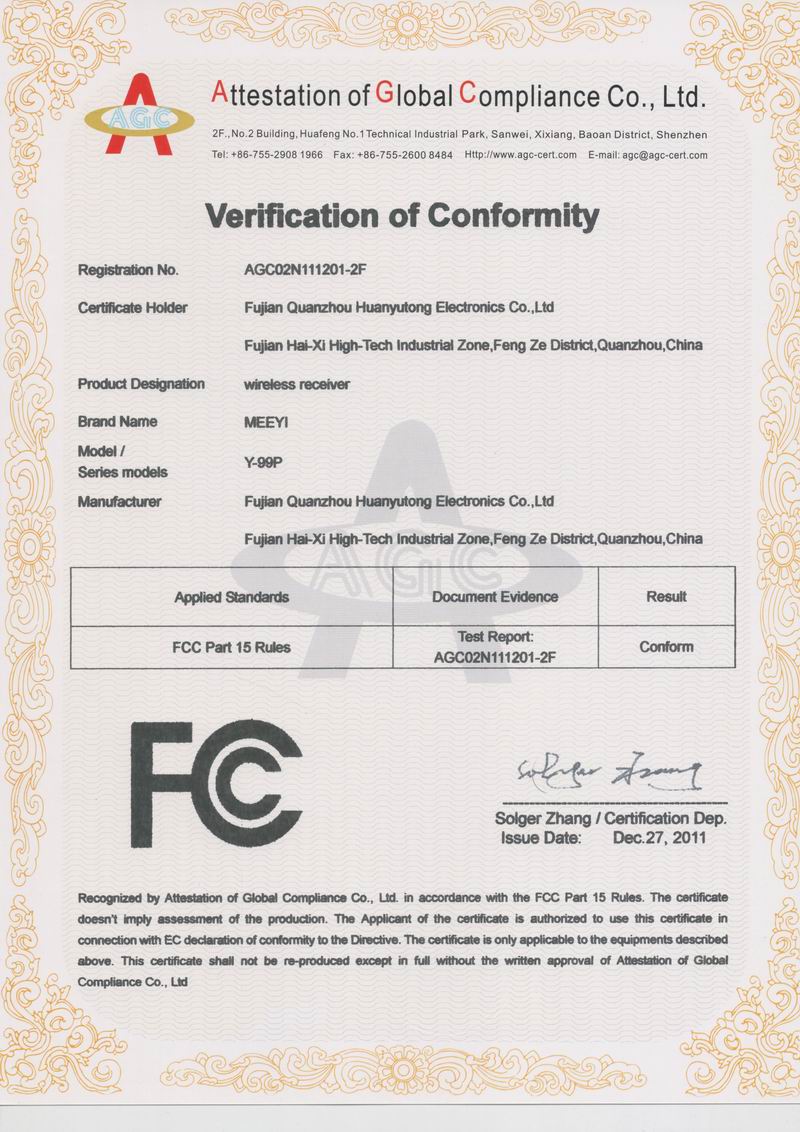 AGC
Attestation of Global Compliance Co., Ltd.
2F., No.2 Building, Huafeng No.1 Technical Industrial Park, Sanwei, Xixiang, Baoan District, Shenzhen
Tel: +86-755-2908 1966 Fax: +86-755-2600 8484 Http://www.agc-cert.com E-mail: agc@agc-cert.com
Verification of Conformity
Registration No. AGC02N111201-2F
Certificate Holder Fujian Quanzhou Huanyutong Electronics Co.,Ltd
Fujian Hai-Xi High-Tech Industrial Zone,Feng Ze District,Quanzhou,China
Product Designation wireless receiver
Brand Name MEEYI
Model /
Series models Y-99P
Manufacturer Fujian Quanzhou Huanyutong Electronics Co.,Ltd
Fujian Hai-Xi High-Tech Industrial Zone,Feng Ze District,Quanzhou,China
AGC
Applied Standards Document Evidence Result
FCC Part 15 Rules Test Report: AGC02N111201-2F Conform
FCC
Solger Zhang
Solger Zhang / Certification Dep.
Issue Date: Dec.27, 2011
Recognized by Attestation of Global Compliance Co., Ltd. in accordance with the FCC Part 15 Rules. The certificate
doesn't imply assessment of the production. The Applicant of the certificate is authorized to use this certificate in
connection with EC declaration of conformity to the Directive. The certificate is only applicable to the equipments described
above. This certificate shall not be re-produced except in full without the written approval of Attestation of Global
Compliance Co., Ltd